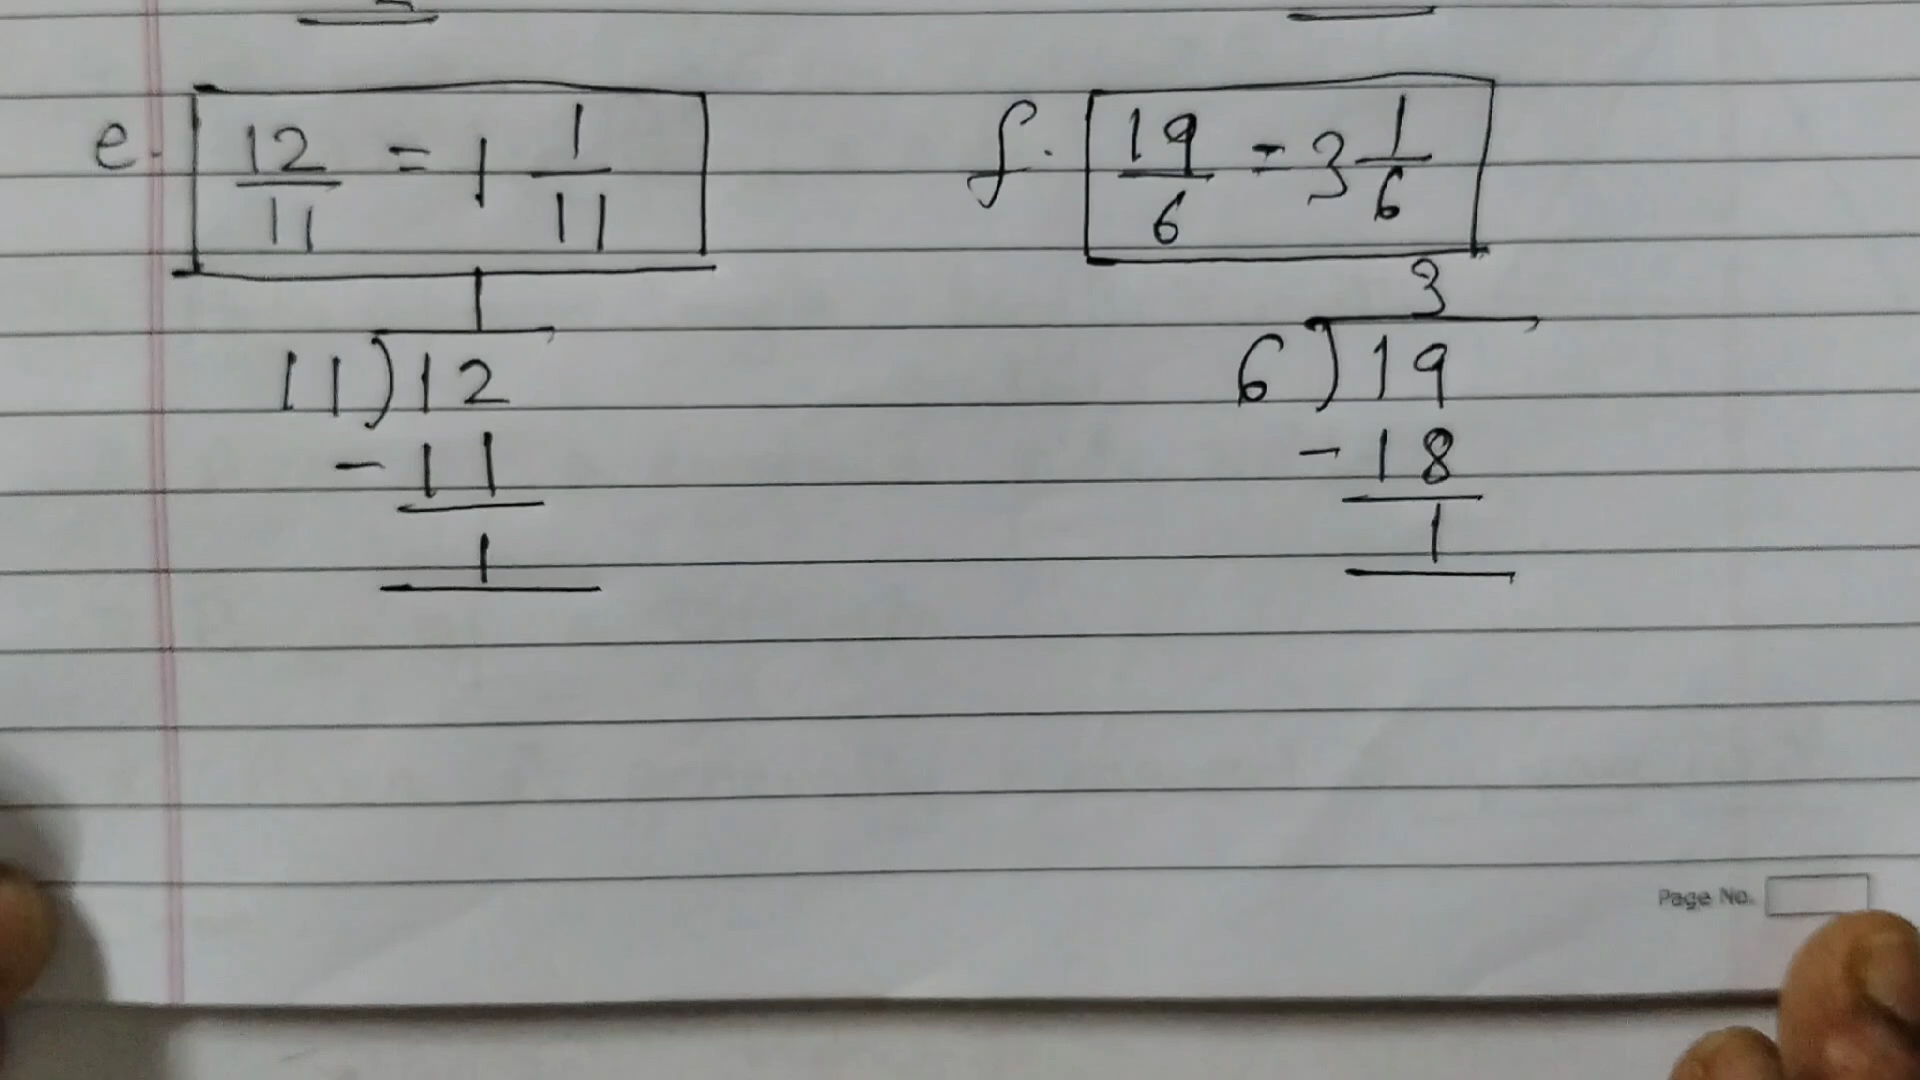 e. 12/11 = 1 1/11
1
11)12
-11
1
f. 19/6 = 3 1/6
3
6)19
-18
1
Page No.